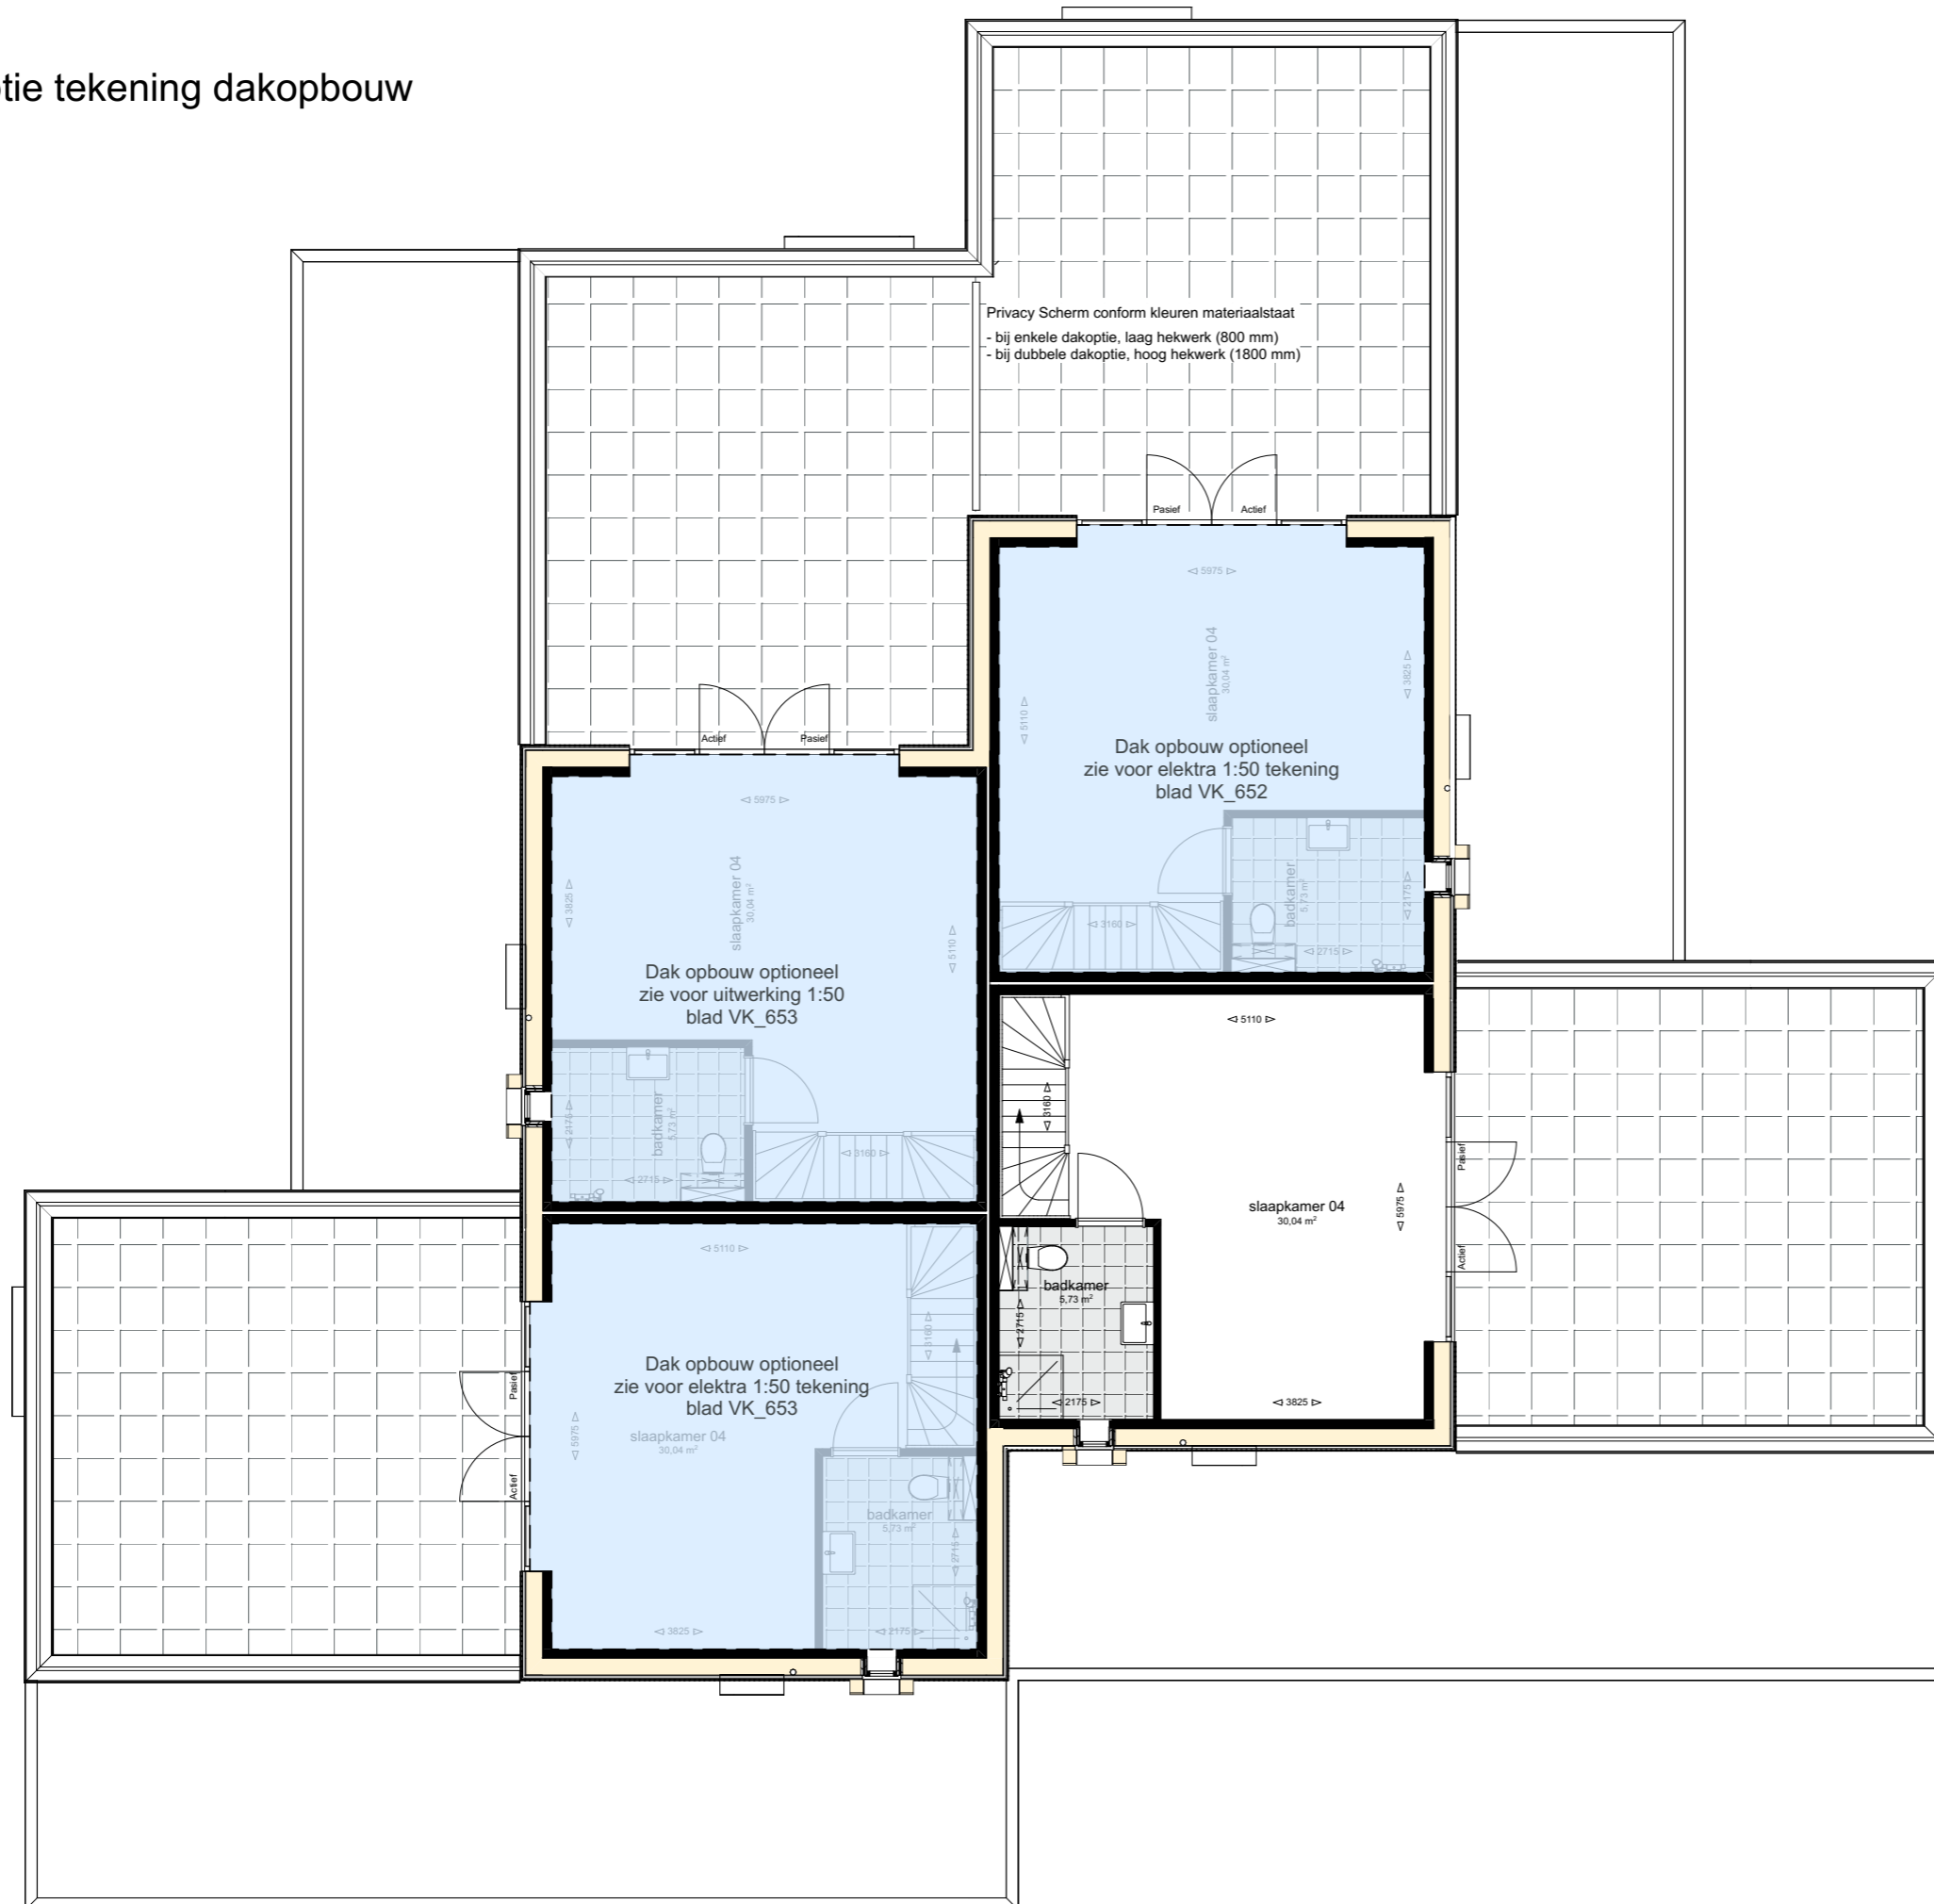 tie tekening dakopbouw
Privacy Scherm conform kleuren materiaalstaat
- bij enkele dakoptie, laag hekwerk (800 mm)
- bij dubbele dakoptie, hoog hekwerk (1800 mm)
Pasief
Actief
5975
slaapkamer 04
30,04 m²
3825
5110
Dak opbouw optioneel
zie voor elektra 1:50 tekening
blad VK_652
badkamer
5,73 m²
2175
3160
2715
Actief
Pasief
5975
slaapkamer 04
30,04 m²
3825
5110
Dak opbouw optioneel
zie voor uitwerking 1:50
blad VK_653
badkamer
5,73 m²
2175
3160
2715
5110
3160
slaapkamer 04
30,04 m²
5975
Pasief
Actief
badkamer
5,73 m²
2715
2175
3825
5110
3160
Dak opbouw optioneel
zie voor elektra 1:50 tekening
blad VK_653
Pasief
Actief
5975
slaapkamer 04
30,04 m²
badkamer
5,73 m²
2715
3825
2175